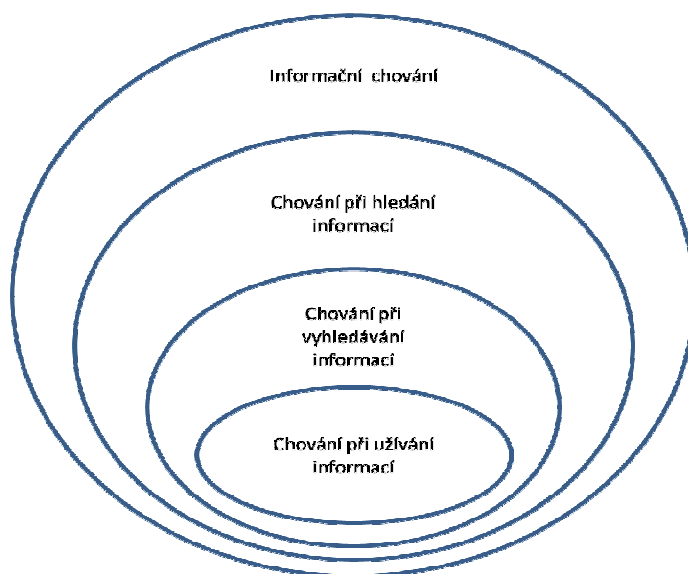 Informační chování
Chování při hledání
informací
Chování při
vyhledávání
informací
Chování při užívání
informací